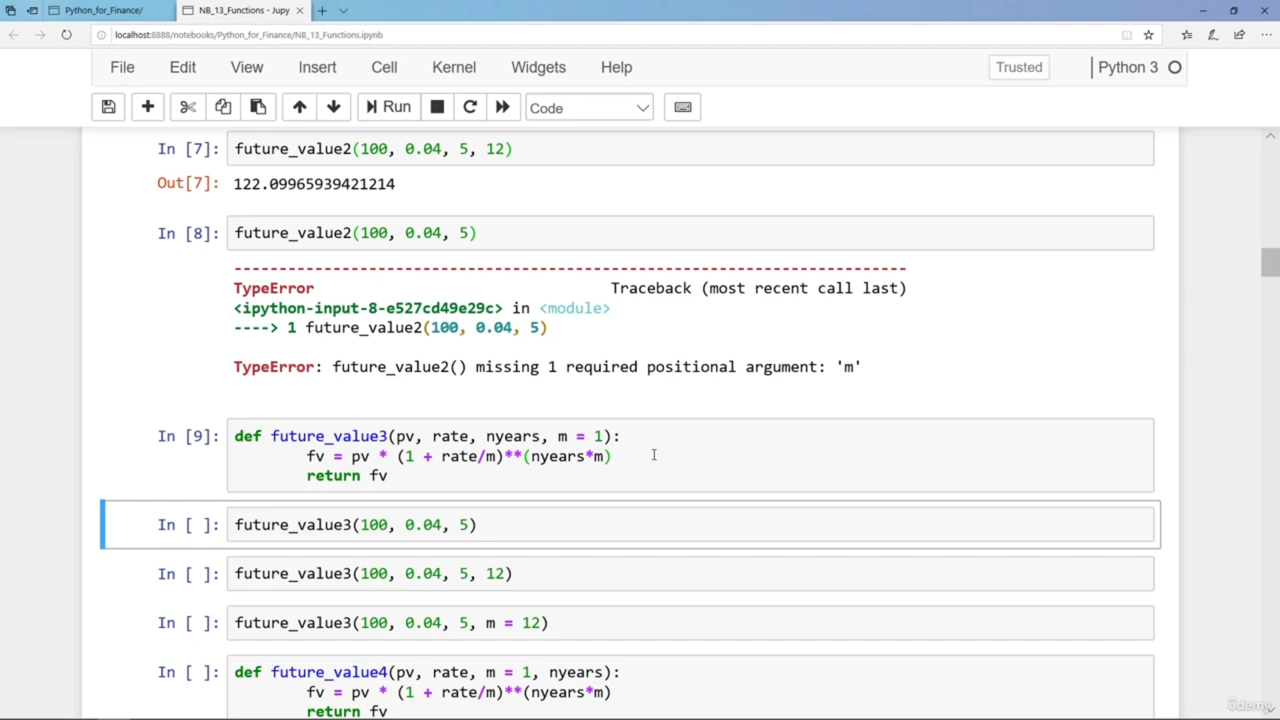 Python_for_Finance/
NB_13_Functions - Jupy
localhost:8888/notebooks/Python_for_Finance/NB_13_Functions.ipynb
File Edit View Insert Cell Kernel Widgets Help Trusted Python 3
Run Code
In [7]: future_value2(100, 0.04, 5, 12)
Out[7]: 122.09965939421214
In [8]: future_value2(100, 0.04, 5)
---------------------------------------------------------------------------
TypeError Traceback (most recent call last)
<ipython-input-8-e527cd49e29c> in <module>
----> 1 future_value2(100, 0.04, 5)
TypeError: future_value2() missing 1 required positional argument: 'm'
In [9]: def future_value3(pv, rate, nyears, m = 1):
fv = pv * (1 + rate/m)**(nyears*m)
return fv
In [ ]: future_value3(100, 0.04, 5)
In [ ]: future_value3(100, 0.04, 5, 12)
In [ ]: future_value3(100, 0.04, 5, m = 12)
In [ ]: def future_value4(pv, rate, m = 1, nyears):
fv = pv * (1 + rate/m)**(nyears*m)
return fv
ûdemy